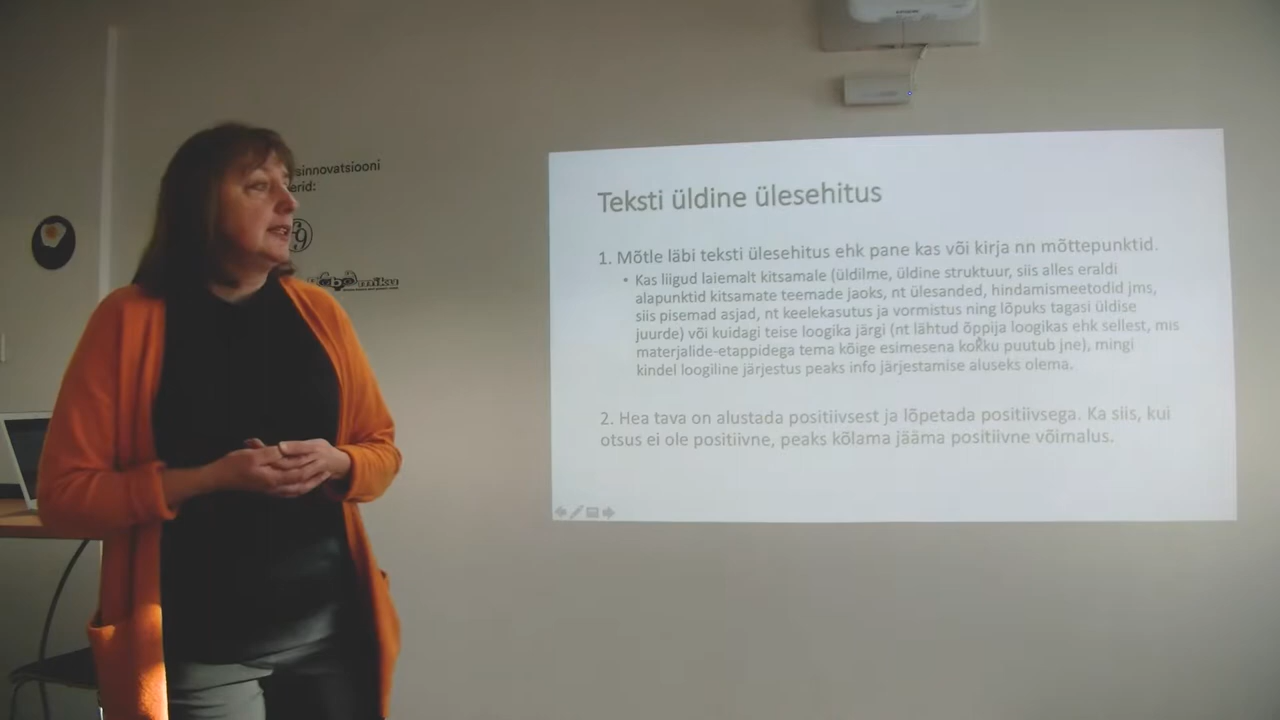 sinnovatsiooni
erid:
Teksti üldine ülesehitus
1. Mõtle läbi teksti ülesehitus ehk pane kas või kirja nn mõttepunktid.
• Kas liigud laiemalt kitsamale (üldilme, üldine struktuur, siis alles eraldi
alapunktid kitsamate teemade jaoks, nt ülesanded, hindamismeetodid jms,
siis pisemad asjad, nt keelekasutus ja vormistus ning lõpuks tagasi üldise
juurde) või kuidagi teise loogika järgi (nt lähtud õppija loogikas ehk sellest, mis
materjalide-etappidega tema kõige esimesena kokku puutub jne), mingi
kindel loogiline järjestus peaks info järjestamise aluseks olema.
2. Hea tava on alustada positiivsest ja lõpetada positiivsega. Ka siis, kui
otsus ei ole positiivne, peaks kõlama jääma positiivne võimalus.